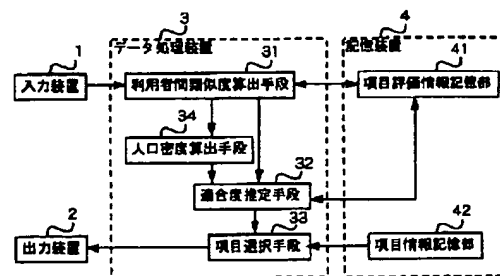 3
データ処理装置
4
記憶装置
1
入力装置
31
利用者間類似度算出手段
41
項目評価情報記憶部
34
人口密度算出手段
32
適合度推定手段
2
出力装置
33
項目選択手段
42
項目情報記憶部